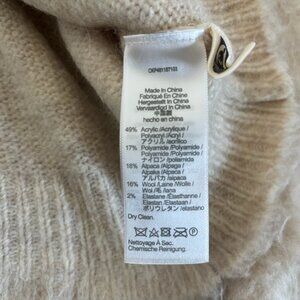 Made In China
Fabriqué En Chine
Hergestellt In China
Vervaardigd In China
中国製
hecho en china
49% Acrylic /Acrylique /
Polyacryl /Acryl /
アクリル /acrílico
17% Polyamide /Polyamide /
Polyamid /Polyamide /
ナイロン /poliamida
16% Alpaca /Alpaga /
Alpaka /Alpaca /
アルパカ /alpaca
16% Wool /Laine /Wolle /
Wol /毛 /lana
2% Elastane /Elasthanne /
Elastan /Elastaan /
ポリウレタン /elastano
Dry Clean.
Nettoyage À Sec.
Chemische Reinigung.